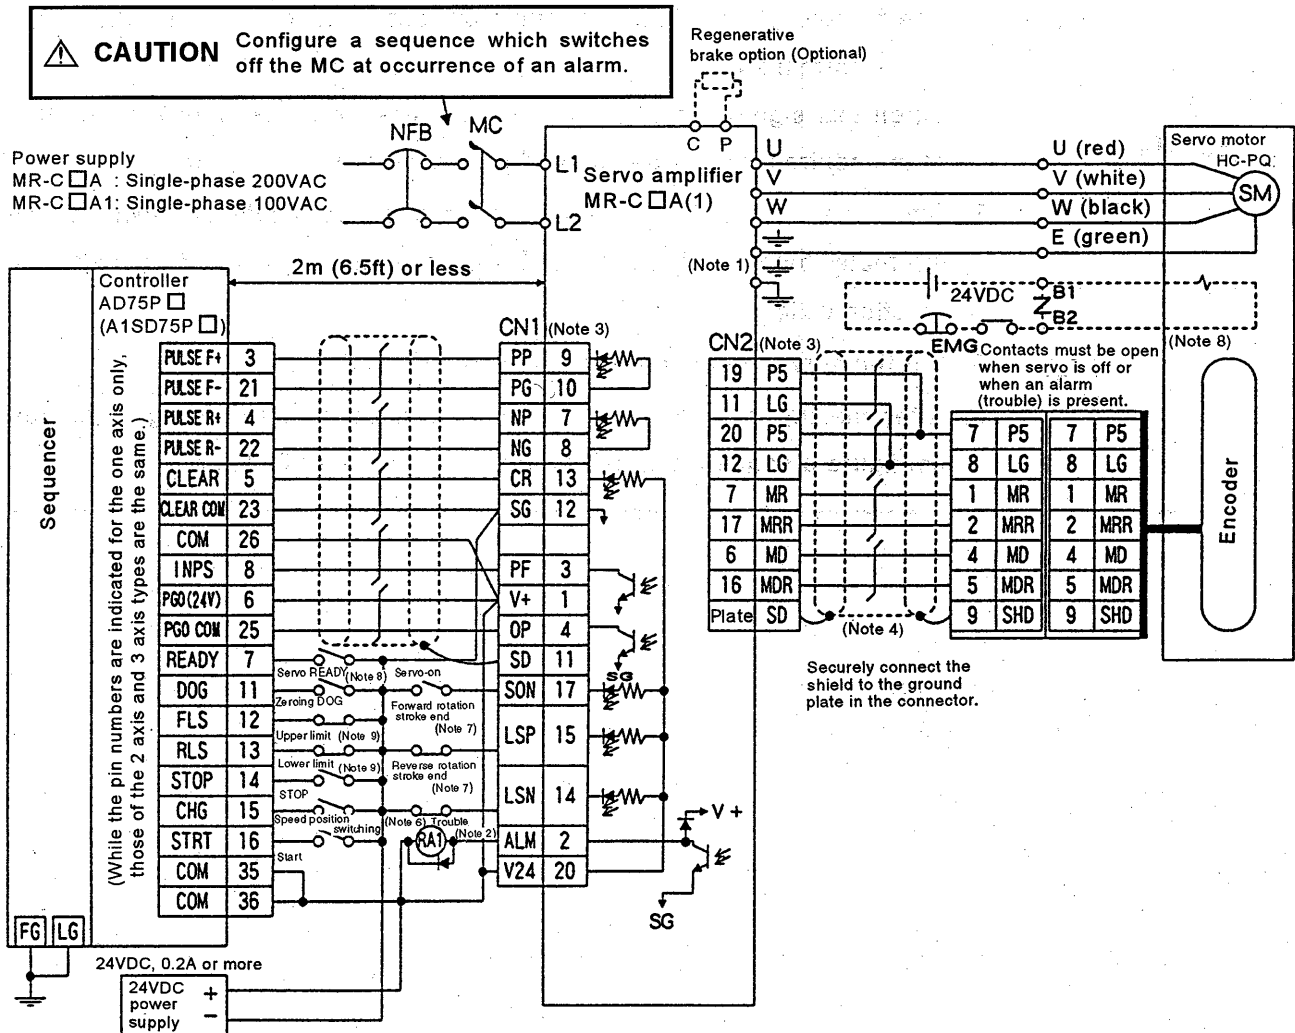 CAUTION Configure a sequence which switches
off the MC at occurrence of an alarm.
Regenerative
brake option (Optional)
NFB MC
C P
Power supply
MR-C□A : Single-phase 200VAC
MR-C□A1: Single-phase 100VAC
L1
L2
Servo amplifier
MR-C□A(1)
U
V
W
(Note 1)
U (red)
V (white)
W (black)
E (green)
Servo motor
HC-PQ
SM
24VDC
B1
B2
EMG
(Note 8)
Contacts must be open
when servo is off or
when an alarm
(trouble) is present.
2m (6.5ft) or less
Sequencer
Controller
AD75P□
(A1SD75P□)
(While the pin numbers are indicated for the one axis only,
those of the 2 axis and 3 axis types are the same.)
PULSE F+ 3
PULSE F- 21
PULSE R+ 4
PULSE R- 22
CLEAR 5
CLEAR COM 23
COM 26
INPS 8
PGO(24V) 6
PGO COM 25
READY 7
DOG 11
FLS 12
RLS 13
STOP 14
CHG 15
STRT 16
COM 35
COM 36
FG LG
Servo READY (Note 8)
Servo-on
Zeroing DOG
Forward rotation
stroke end
(Note 7)
Upper limit (Note 9)
Reverse rotation
stroke end
(Note 7)
Lower limit (Note 9)
STOP
Speed position
switching
(Note 6) Trouble
(Note 2)
RA1
Start
CN1 (Note 3)
PP 9
PG 10
NP 7
NG 8
CR 13
SG 12
PF 3
V+ 1
OP 4
SD 11
SON 17
LSP 15
LSN 14
ALM 2
V24 20
SG
V +
SG
CN2 (Note 3)
19 P5
11 LG
20 P5
12 LG
7 MR
17 MRR
6 MD
16 MDR
Plate SD
(Note 4)
7 P5 7 P5
8 LG 8 LG
1 MR 1 MR
2 MRR 2 MRR
4 MD 4 MD
5 MDR 5 MDR
9 SHD 9 SHD
Encoder
Securely connect the
shield to the ground
plate in the connector.
24VDC, 0.2A or more
24VDC
power
supply
+
−